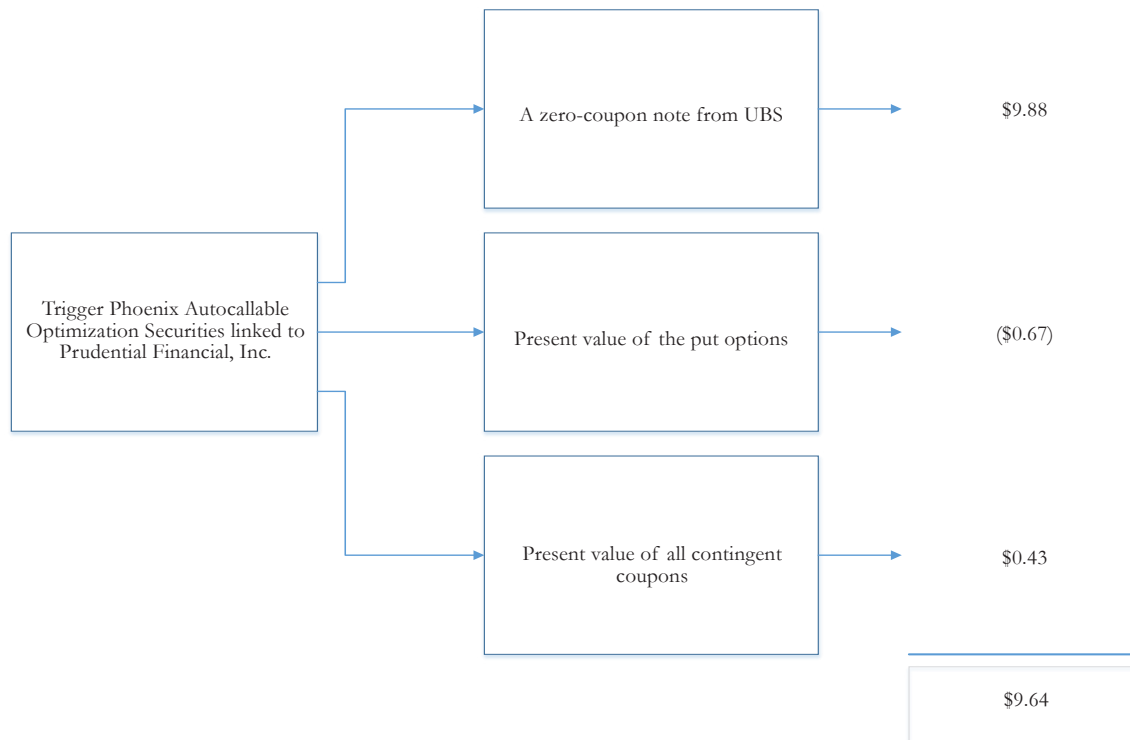 A zero-coupon note from UBS
$9.88
Trigger Phoenix Autocallable
Optimization Securities linked to
Prudential Financial, Inc.
Present value of the put options
($0.67)
Present value of all contingent
coupons
$0.43
$9.64